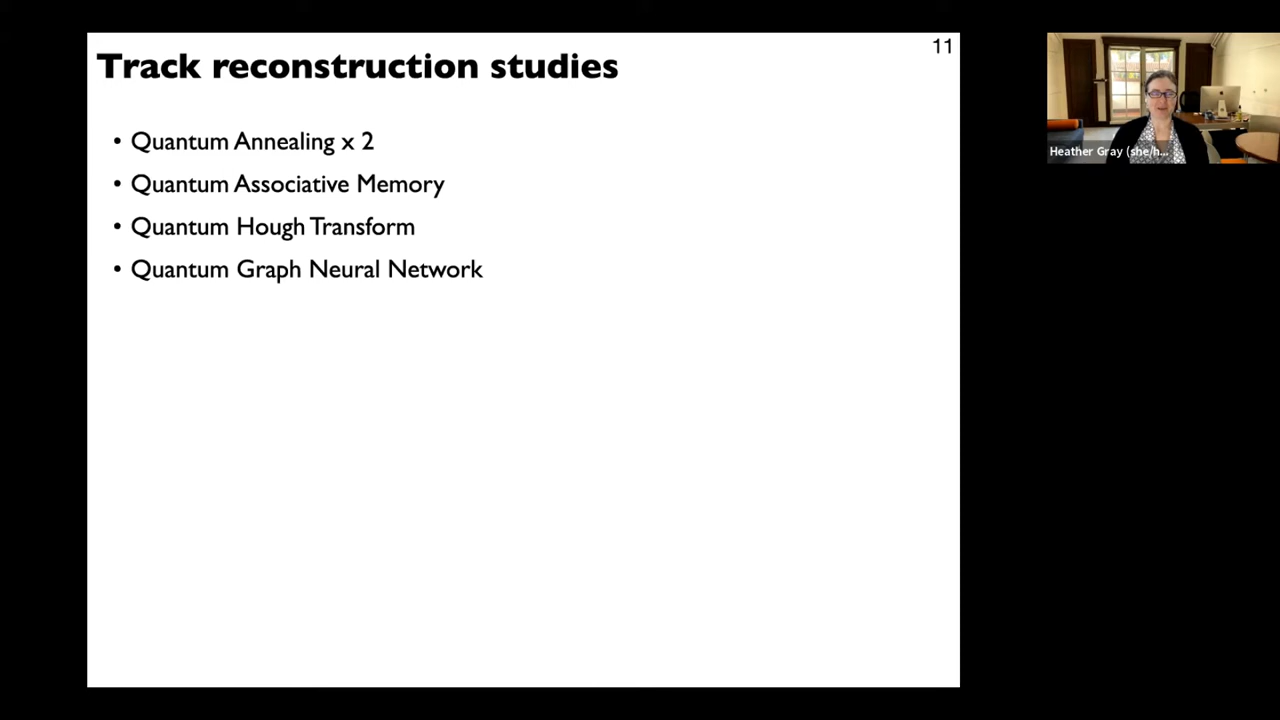 11
Track reconstruction studies
• Quantum Annealing x 2
• Quantum Associative Memory
• Quantum Hough Transform
• Quantum Graph Neural Network
Heather Gray (she/h...